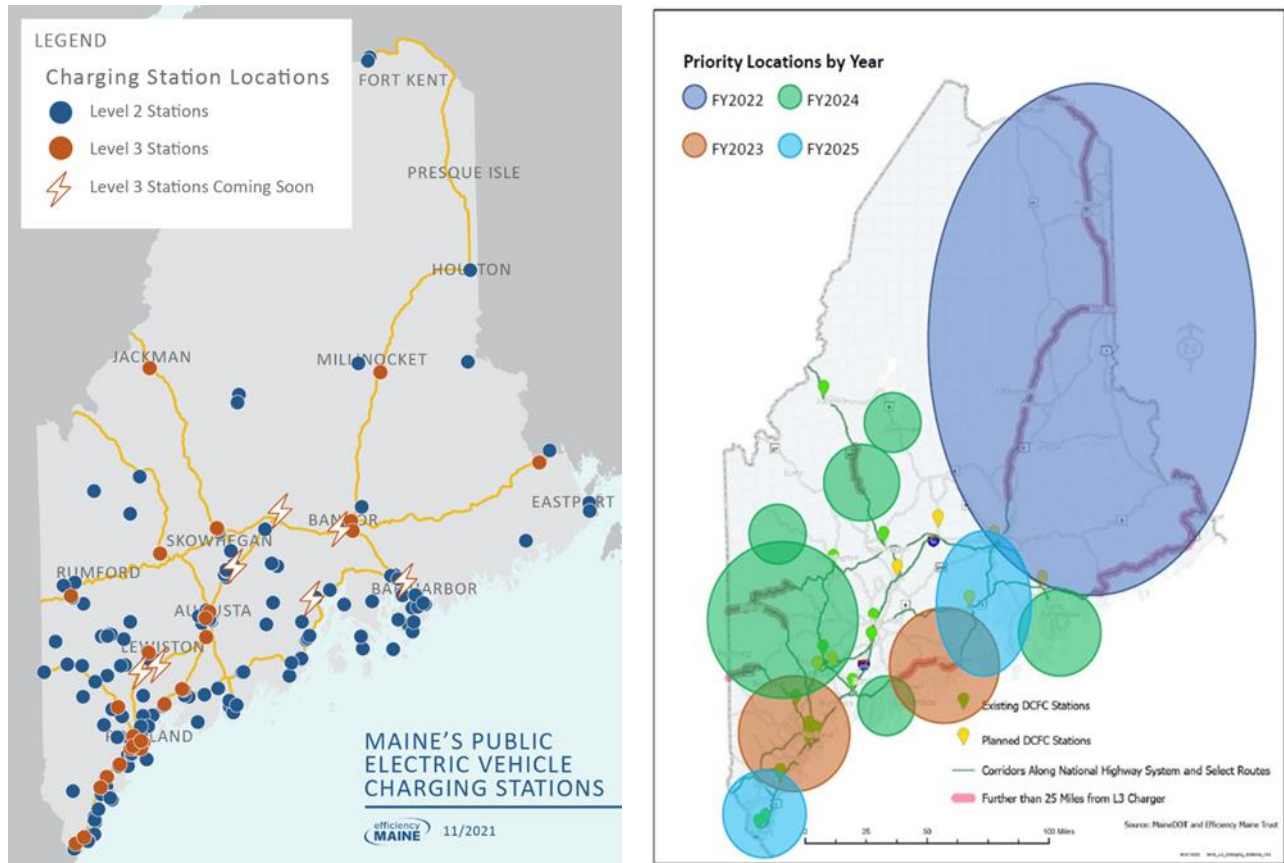 LEGEND
Charging Station Locations
Level 2 Stations
Level 3 Stations
Level 3 Stations Coming Soon
FORT KENT
PRESQUE ISLE
HOULTON
JACKMAN
MILLINOCKET
EASTPORT
BANGOR
SKOWHEGAN
RUMFORD
BAR HARBOR
AUGUSTA
LEWISTON
PORTLAND
MAINE'S PUBLIC
ELECTRIC VEHICLE
CHARGING STATIONS
efficiency
MAINE 11/2021
Priority Locations by Year
FY2022 FY2024
FY2023 FY2025
N
Existing DCFC Stations
Planned DCFC Stations
Corridors Along National Highway System and Select Routes
Further than 25 Miles from L3 Charger
0 25 50 100 Miles
Source: MaineDOT and Efficiency Maine Trust